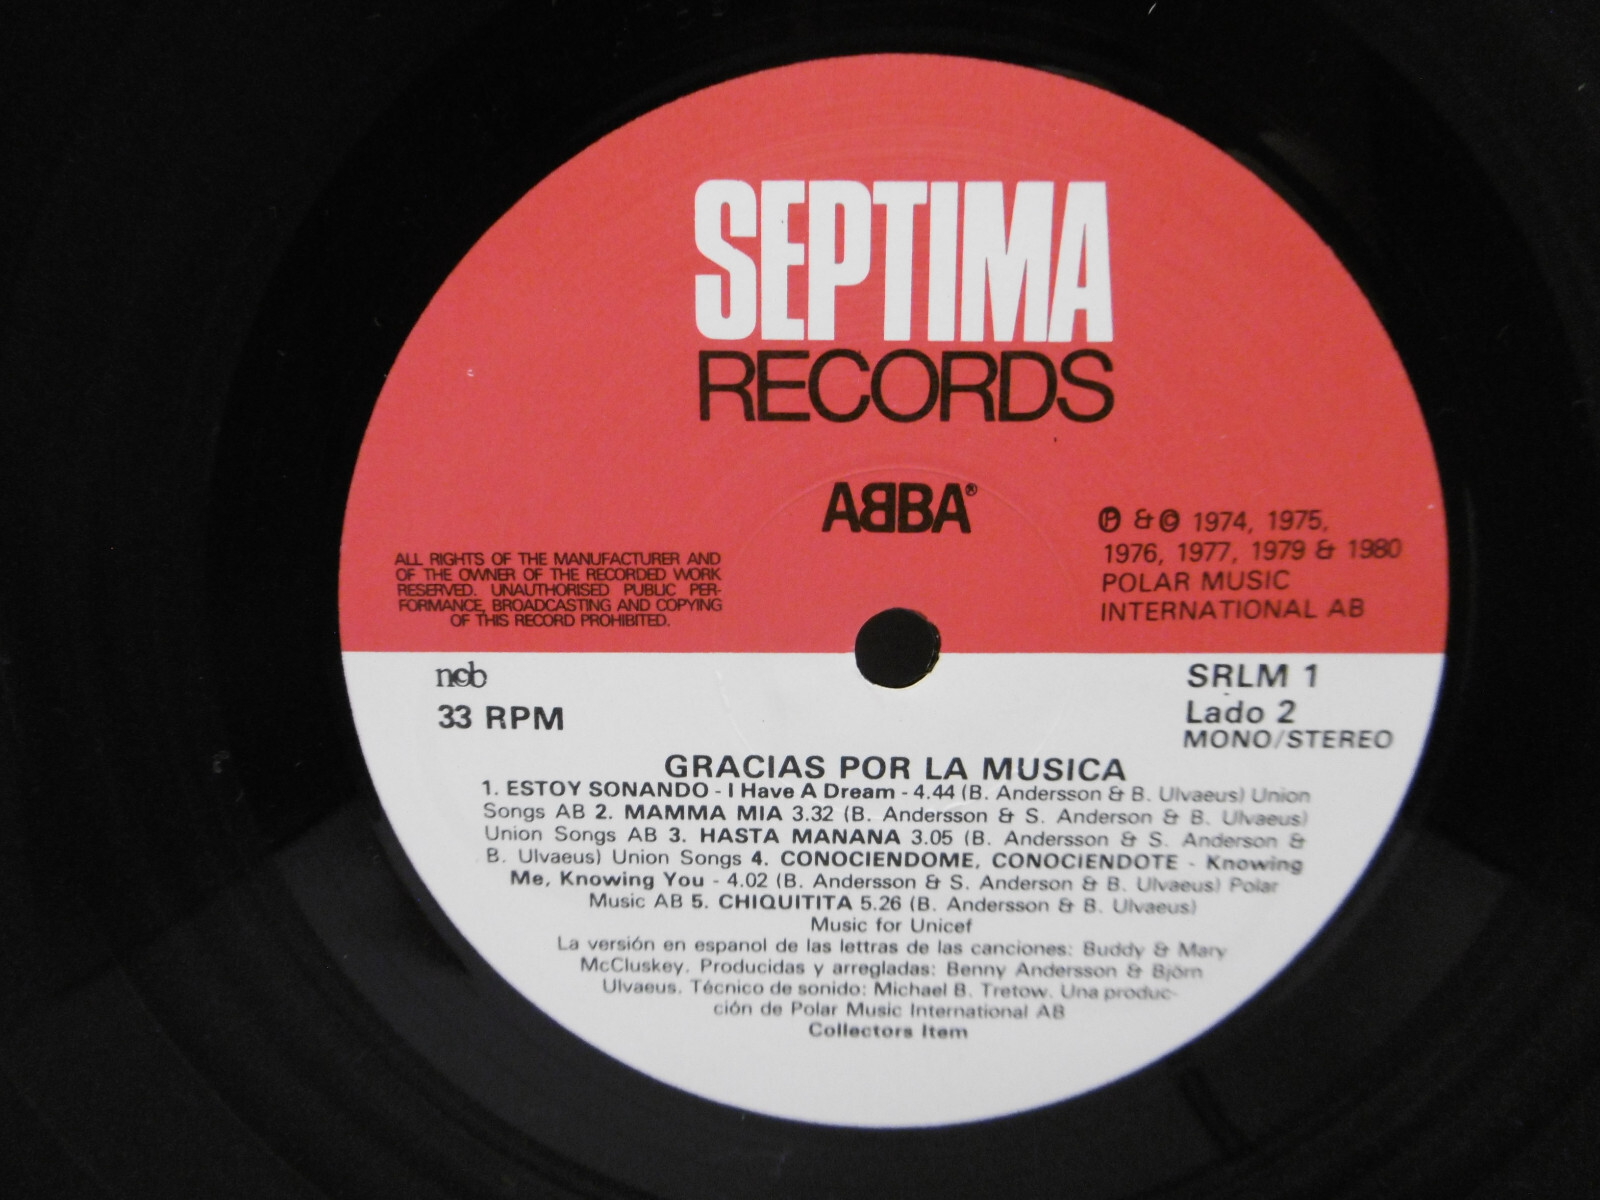 SEPTIMA
RECORDS
ABBA®
ALL RIGHTS OF THE MANUFACTURER AND
OF THE OWNER OF THE RECORDED WORK
RESERVED. UNAUTHORISED PUBLIC PER-
FORMANCE, BROADCASTING AND COPYING
OF THIS RECORD PROHIBITED.
℗ & © 1974, 1975,
1976, 1977, 1979 & 1980
POLAR MUSIC
INTERNATIONAL AB
ncb
33 RPM
SRLM 1
Lado 2
MONO/STEREO
GRACIAS POR LA MUSICA
1. ESTOY SONANDO - I Have A Dream - 4.44 (B. Andersson & B. Ulvaeus) Union
Songs AB 2. MAMMA MIA 3.32 (B. Andersson & S. Anderson & B. Ulvaeus)
Union Songs AB 3. HASTA MANANA 3.05 (B. Andersson & S. Anderson &
B. Ulvaeus) Union Songs 4. CONOCIENDOME, CONOCIENDOTE - Knowing
Me, Knowing You - 4.02 (B. Andersson & S. Anderson & B. Ulvaeus) Polar
Music AB 5. CHIQUITITA 5.26 (B. Andersson & B. Ulvaeus)
Music for Unicef
La versión en espanol de las lettras de las canciones: Buddy & Mary
McCluskey. Producidas y arregladas: Benny Andersson & Björn
Ulvaeus. Técnico de sonido: Michael B. Tretow. Una produc-
ción de Polar Music International AB
Collectors Item